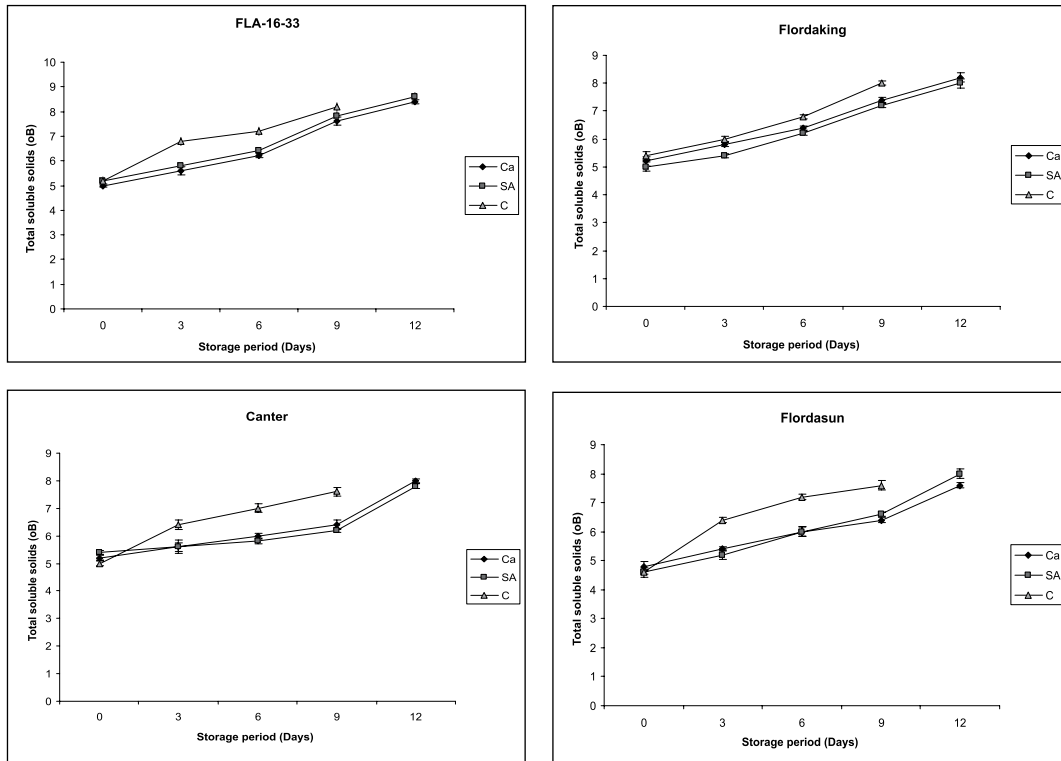 FLA-16-33
Total soluble solids (oB)
10
9
8
7
6
5
4
3
2
1
0
0 3 6 9 12
Storage period (Days)
Ca
SA
C
Flordaking
Total soluble solids (oB)
9
8
7
6
5
4
3
2
1
0
0 3 6 9 12
Storage period (Days)
Ca
SA
C
Canter
Total soluble solids (oB)
9
8
7
6
5
4
3
2
1
0
0 3 6 9 12
Storage period (Days)
Ca
SA
C
Flordasun
Total soluble solids (oB)
9
8
7
6
5
4
3
2
1
0
0 3 6 9 12
Storage period (Days)
Ca
SA
C